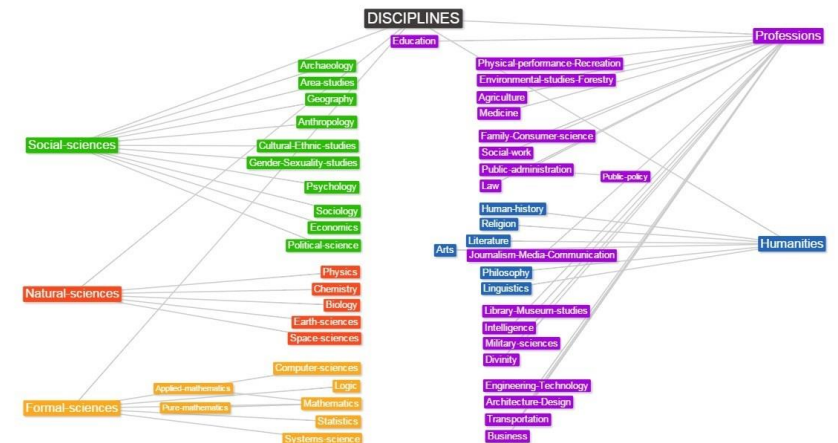 DISCIPLINES
Education
Professions
Archaeology
Area-studies
Geography
Anthropology
Social-sciences
Cultural-Ethnic-studies
Gender-Sexuality-studies
Psychology
Sociology
Economics
Political-science
Natural-sciences
Physics
Chemistry
Biology
Earth-sciences
Space-sciences
Formal-sciences
Applied-mathematics
Pure-mathematics
Computer-sciences
Logic
Mathematics
Statistics
Systems-science
Physical-performance-Recreation
Environmental-studies-Forestry
Agriculture
Medicine
Family-Consumer-science
Social-work
Public-administration
Public-policy
Law
Human-history
Religion
Literature
Arts
Humanities
Journalism-Media-Communication
Philosophy
Linguistics
Library-Museum-studies
Intelligence
Military-sciences
Divinity
Engineering-Technology
Architecture-Design
Transportation
Business